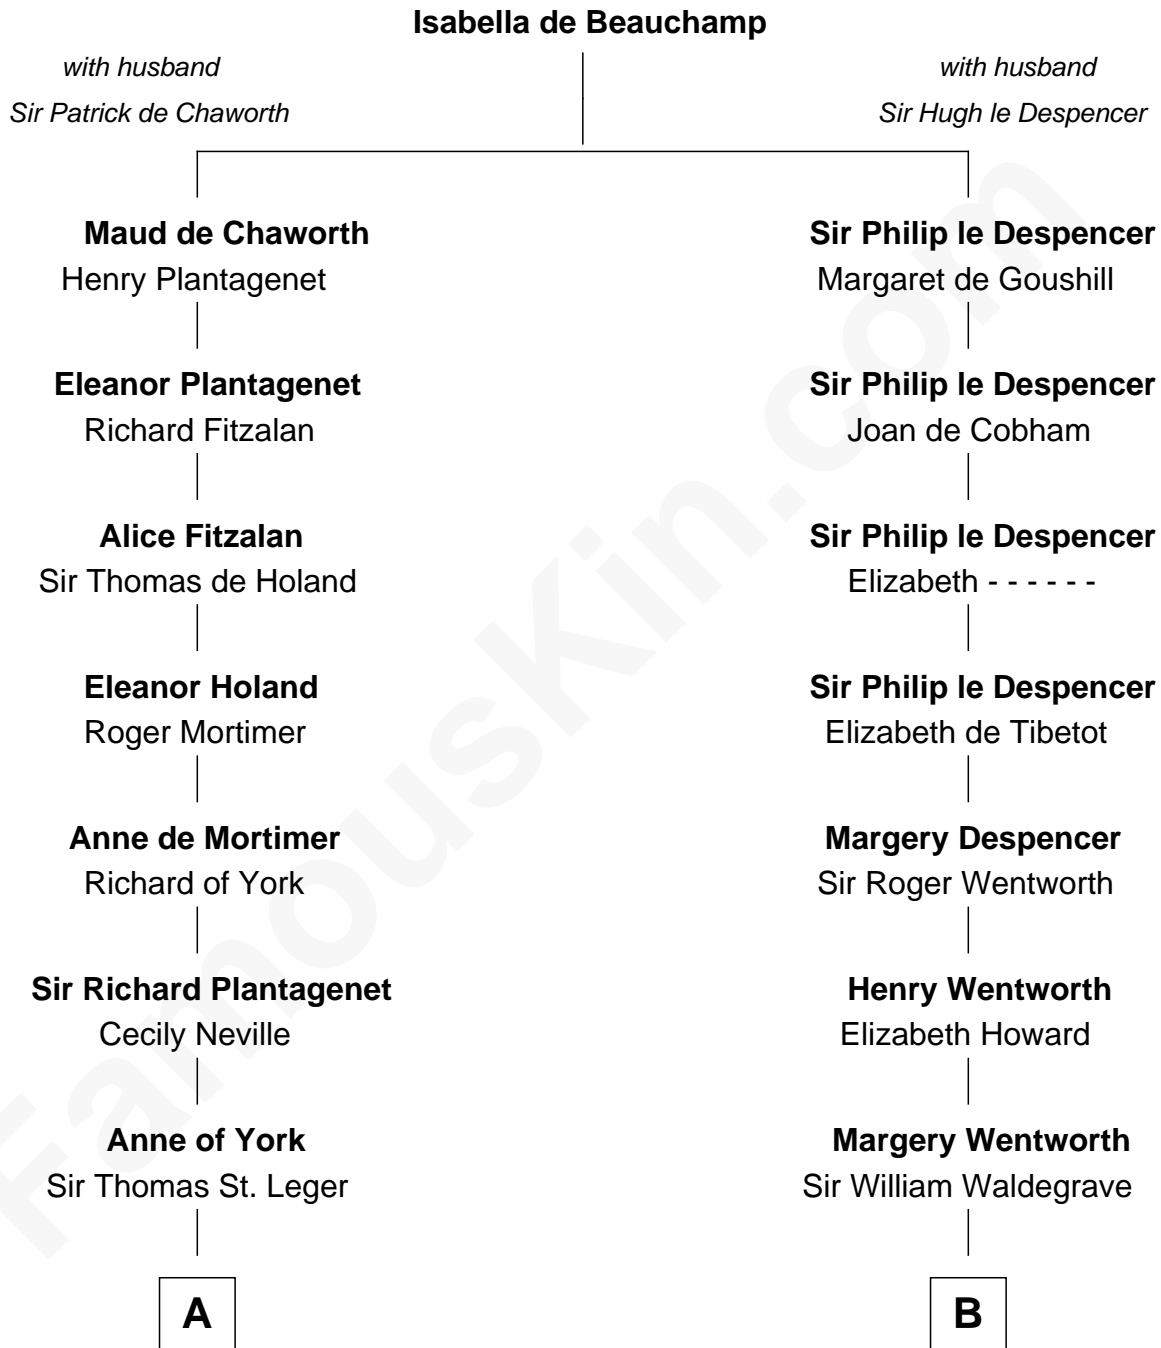 Isabella de Beauchamp
with husband
Sir Patrick de Chaworth
with husband
Sir Hugh le Despencer
Maud de Chaworth
Henry Plantagenet
Sir Philip le Despencer
Margaret de Goushill
Eleanor Plantagenet
Richard Fitzalan
Sir Philip le Despencer
Joan de Cobham
Alice Fitzalan
Sir Thomas de Holand
Sir Philip le Despencer
Elizabeth - - - - - -
Eleanor Holand
Roger Mortimer
Sir Philip le Despencer
Elizabeth de Tibetot
Anne de Mortimer
Richard of York
Margery Despencer
Sir Roger Wentworth
Sir Richard Plantagenet
Cecily Neville
Henry Wentworth
Elizabeth Howard
Anne of York
Sir Thomas St. Leger
Margery Wentworth
Sir William Waldegrave
A
B
FamousKin.com